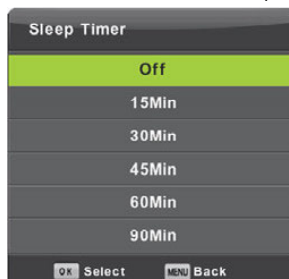 Sleep Timer
Off
15Min
30Min
45Min
60Min
90Min
OK Select MENU Back